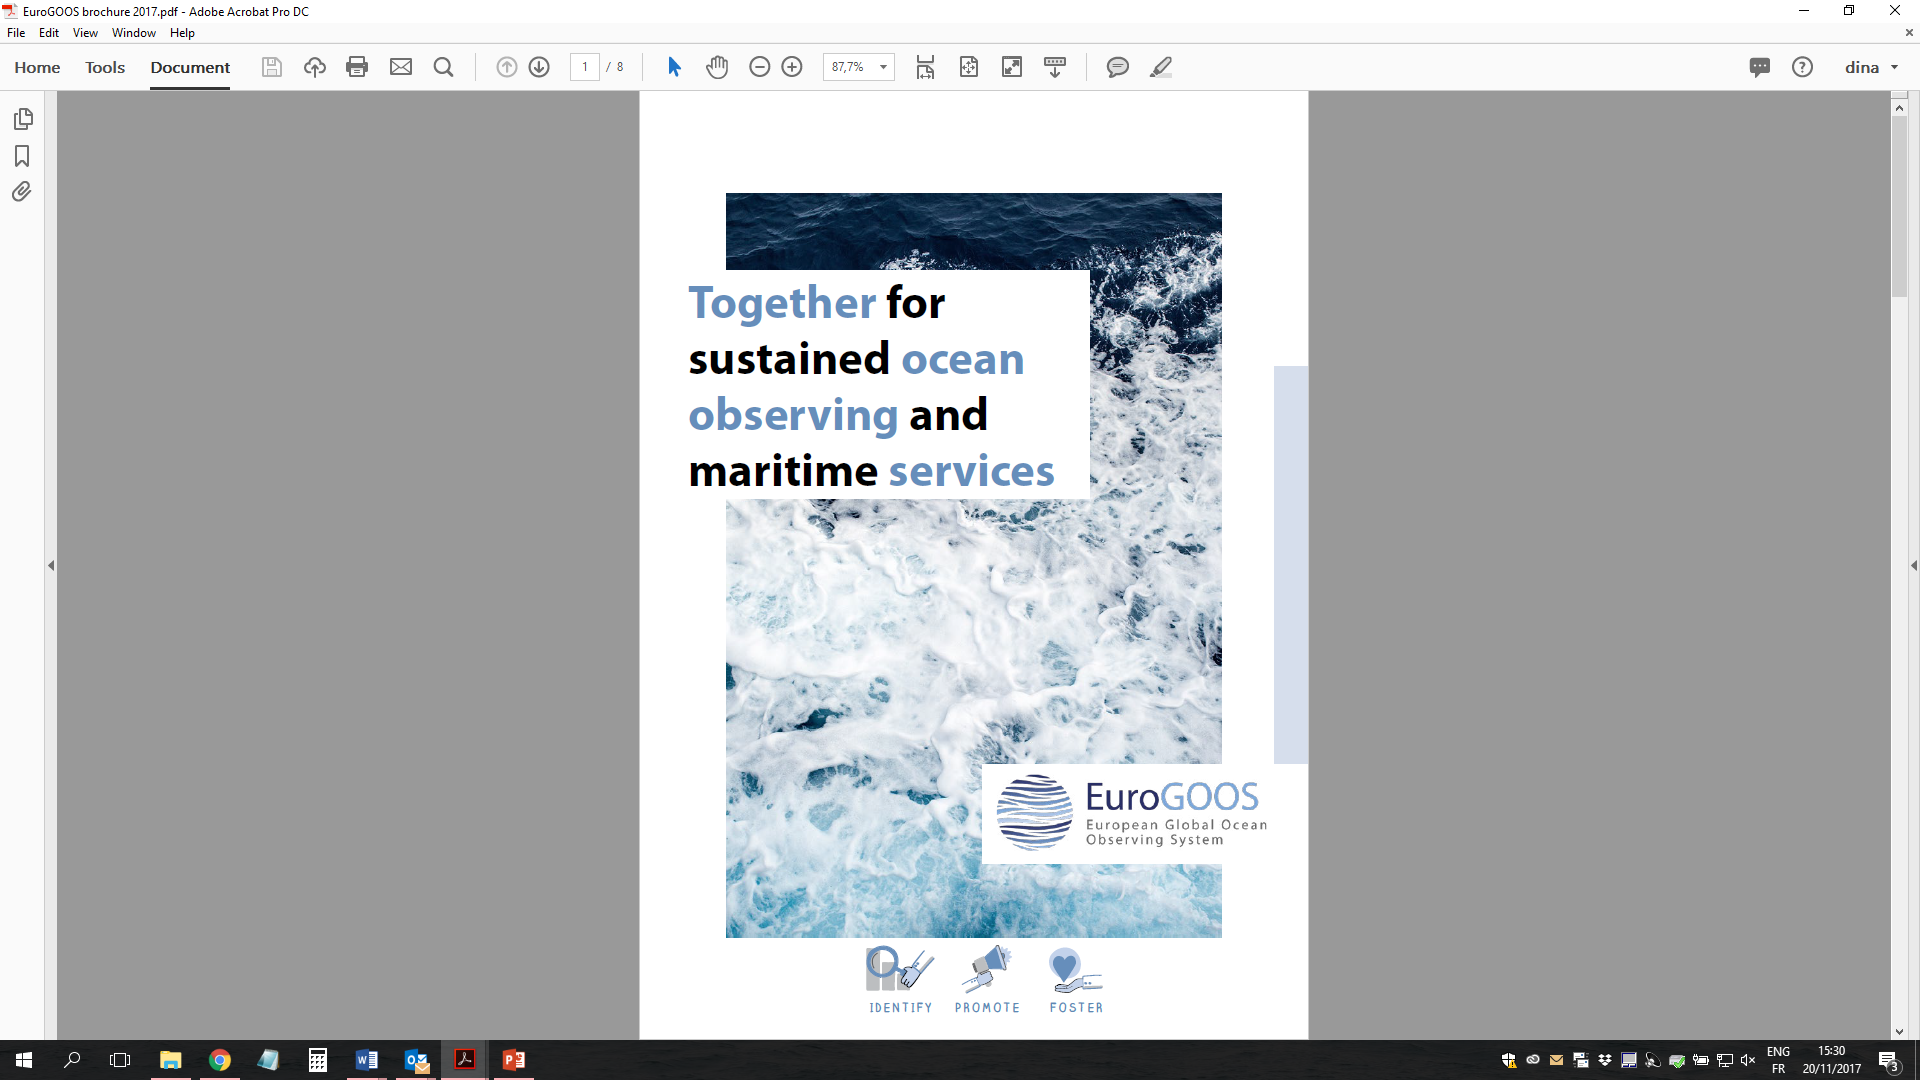 EuroGOOS brochure 2017.pdf - Adobe Acrobat Pro DC
File Edit View Window Help
Home Tools Document 1 / 8 87,7% dina
Together for
sustained ocean
observing and
maritime services
EuroGOOS
European Global Ocean
Observing System
IDENTIFY PROMOTE FOSTER
ENG 15:30
FR 20/11/2017 3